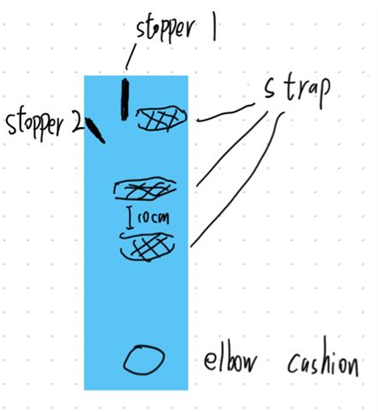 stopper 1
strap
stopper 2
10cm
elbow cushion